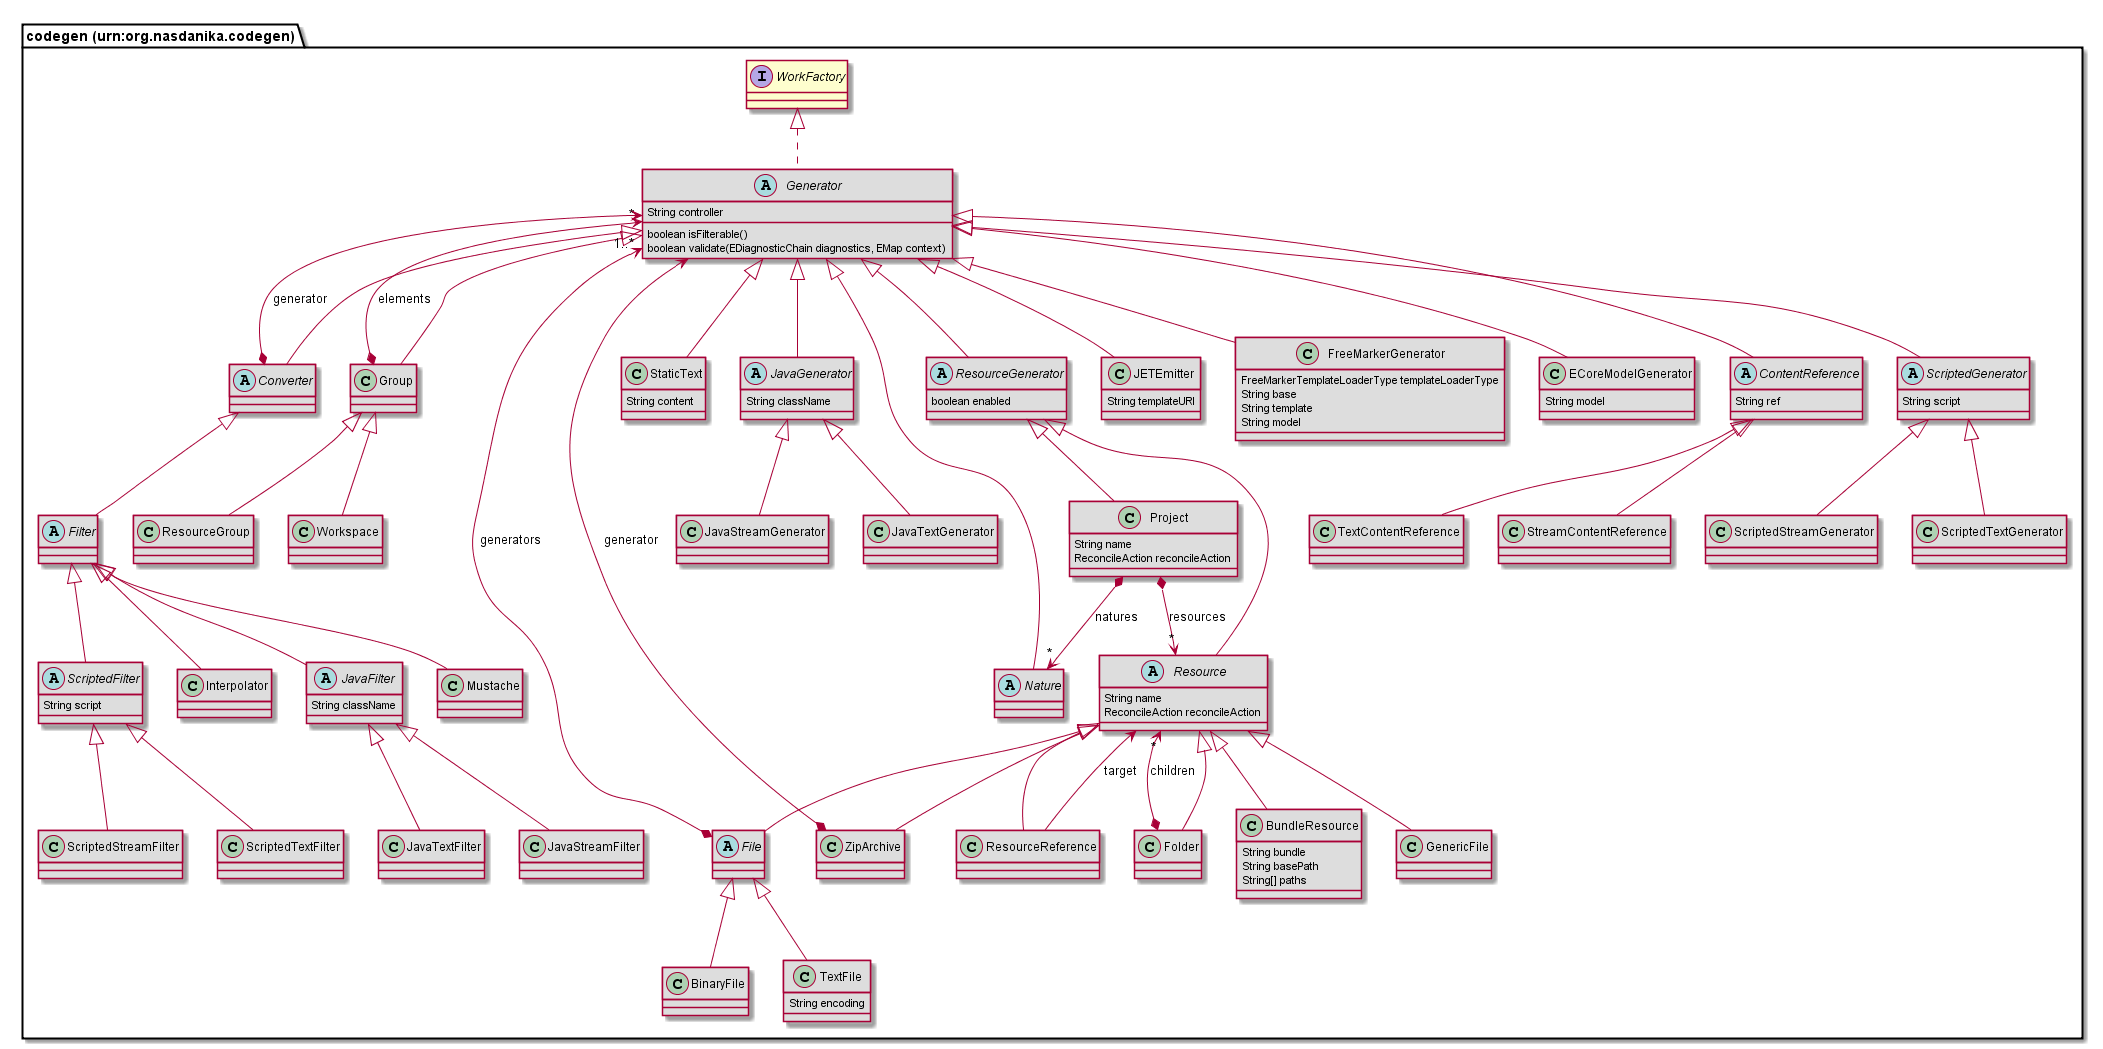 codegen (urn:org.nasdanika.codegen)
I WorkFactory
A Generator
String controller
boolean isFilterable()
boolean validate(EDiagnosticChain diagnostics, EMap context)
*
1..*
generator
elements
A Converter
C Group
C StaticText
String content
A JavaGenerator
String className
A ResourceGenerator
boolean enabled
C JETEmitter
String templateURI
C FreeMarkerGenerator
FreeMarkerTemplateLoaderType templateLoaderType
String base
String template
String model
C ECoreModelGenerator
String model
A ContentReference
String ref
A ScriptedGenerator
String script
A Filter
C ResourceGroup
C Workspace
generators
generator
C JavaStreamGenerator
C JavaTextGenerator
C Project
String name
ReconcileAction reconcileAction
C TextContentReference
C StreamContentReference
C ScriptedStreamGenerator
C ScriptedTextGenerator
natures
resources
*
*
A ScriptedFilter
String script
C Interpolator
A JavaFilter
String className
C Mustache
A Nature
A Resource
String name
ReconcileAction reconcileAction
*
target
children
C ScriptedStreamFilter
C ScriptedTextFilter
C JavaTextFilter
C JavaStreamFilter
A File
C ZipArchive
C ResourceReference
C Folder
C BundleResource
String bundle
String basePath
String[] paths
C GenericFile
C BinaryFile
C TextFile
String encoding